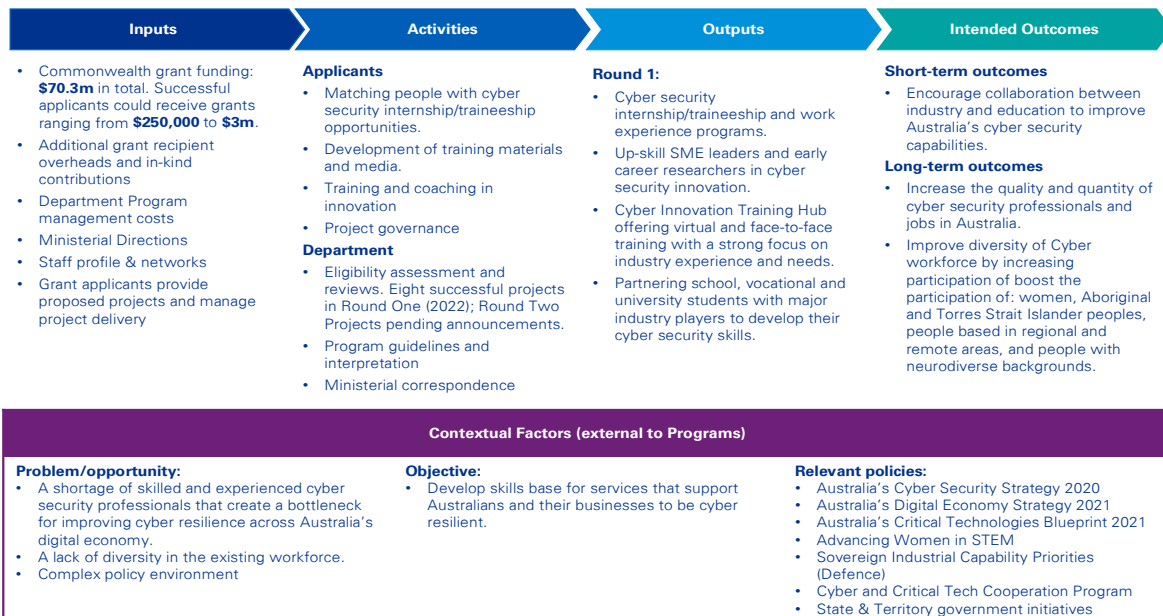 Inputs
Activities
Outputs
Intended Outcomes
• Commonwealth grant funding:
$70.3m in total. Successful
applicants could receive grants
ranging from $250,000 to $3m.
• Additional grant recipient
overheads and in-kind
contributions
• Department Program
management costs
• Ministerial Directions
• Staff profile & networks
• Grant applicants provide
proposed projects and manage
project delivery
Applicants
• Matching people with cyber
security internship/traineeship
opportunities.
• Development of training materials
and media.
• Training and coaching in
innovation
• Project governance
Department
• Eligibility assessment and
reviews. Eight successful projects
in Round One (2022); Round Two
Projects pending announcements.
• Program guidelines and
interpretation
• Ministerial correspondence
Round 1:
• Cyber security
internship/traineeship and work
experience programs.
• Up-skill SME leaders and early
career researchers in cyber
security innovation.
• Cyber Innovation Training Hub
offering virtual and face-to-face
training with a strong focus on
industry experience and needs.
• Partnering school, vocational and
university students with major
industry players to develop their
cyber security skills.
Short-term outcomes
• Encourage collaboration between
industry and education to improve
Australia's cyber security
capabilities.
Long-term outcomes
• Increase the quality and quantity of
cyber security professionals and
jobs in Australia.
• Improve diversity of Cyber
workforce by increasing
participation of boost the
participation of: women, Aboriginal
and Torres Strait Islander peoples,
people based in regional and
remote areas, and people with
neurodiverse backgrounds.
Contextual Factors (external to Programs)
Problem/opportunity:
• A shortage of skilled and experienced cyber
security professionals that create a bottleneck
for improving cyber resilience across Australia's
digital economy.
• A lack of diversity in the existing workforce.
• Complex policy environment
Objective:
• Develop skills base for services that support
Australians and their businesses to be cyber
resilient.
Relevant policies:
• Australia's Cyber Security Strategy 2020
• Australia's Digital Economy Strategy 2021
• Australia's Critical Technologies Blueprint 2021
• Advancing Women in STEM
• Sovereign Industrial Capability Priorities
(Defence)
• Cyber and Critical Tech Cooperation Program
• State & Territory government initiatives